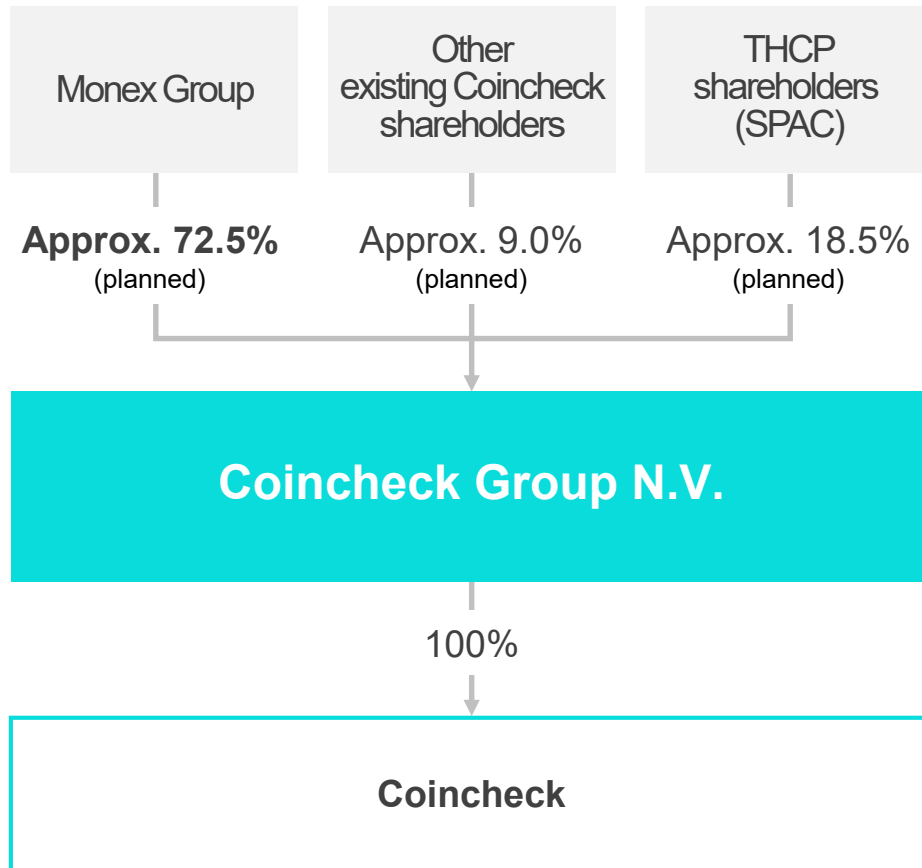 Monex Group
Other
existing Coincheck
shareholders
THCP
shareholders
(SPAC)
Approx. 72.5%
(planned)
Approx. 9.0%
(planned)
Approx. 18.5%
(planned)
Coincheck Group N.V.
100%
Coincheck